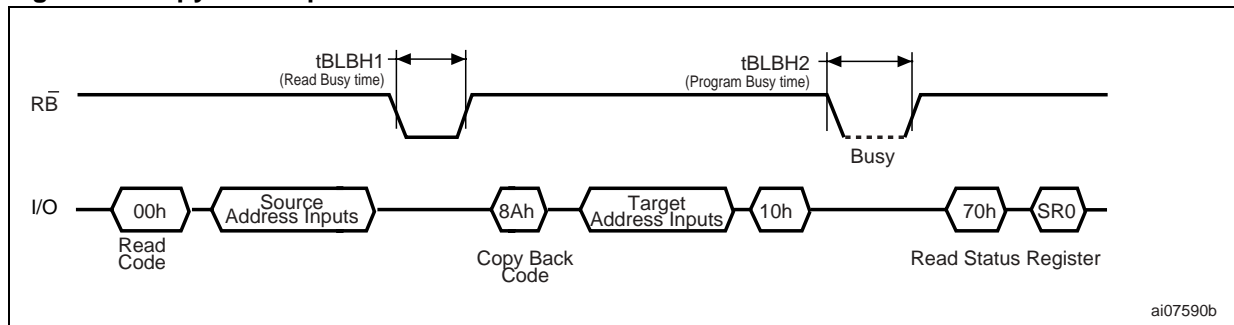 tBLBH1
(Read Busy time)
tBLBH2
(Program Busy time)
RB̅
Busy
I/O
00h
Source
Address Inputs
8Ah
Target
Address Inputs
10h
70h
SR0
Read
Code
Copy Back
Code
Read Status Register
ai07590b